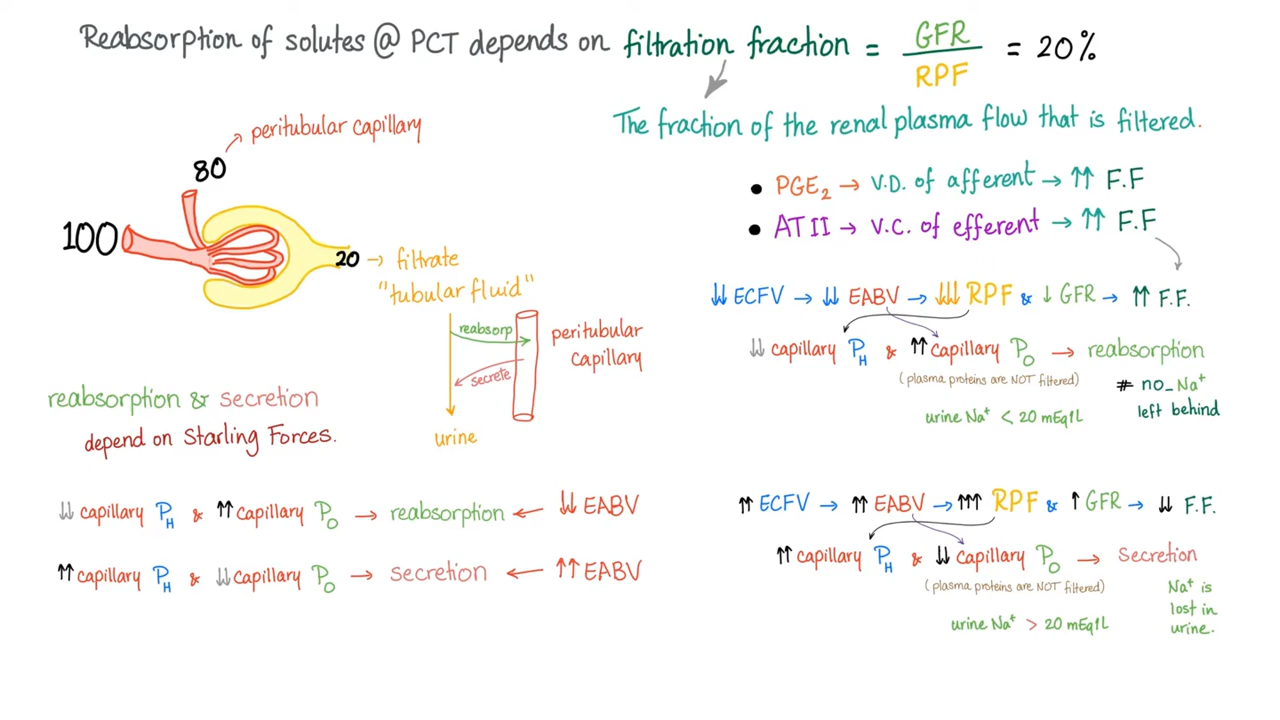 Reabsorption of solutes @ PCT depends on filtration fraction = GFR / RPF = 20%
The fraction of the renal plasma flow that is filtered.
peritubular capillary
80
100
20 → filtrate
"tubular fluid"
reabsorp
secrete
peritubular
capillary
urine
reabsorption & secretion
depend on Starling Forces.
↓↓ capillary PH & ↑↑ capillary PO → reabsorption ← ↓↓ EABV
↑↑ capillary PH & ↓↓ capillary PO → secretion ← ↑↑ EABV
• PGE2 → V.D. of afferent → ↑↑ F.F
• AT II → V.C. of efferent → ↑↑ F.F
↓↓ ECFV → ↓↓ EABV → ↓↓↓ RPF & ↓ GFR → ↑↑ F.F.
↓↓ capillary PH & ↑↑ capillary PO → reabsorption
(plasma proteins are NOT filtered)
# no_Na+
left behind
urine Na+ < 20 mEq/L
↑↑ ECFV → ↑↑ EABV → ↑↑↑ RPF & ↑ GFR → ↓↓ F.F.
↑↑ capillary PH & ↓↓ capillary PO → Secretion
(plasma proteins are NOT filtered)
Na+ is
lost in
urine.
urine Na+ > 20 mEq/L